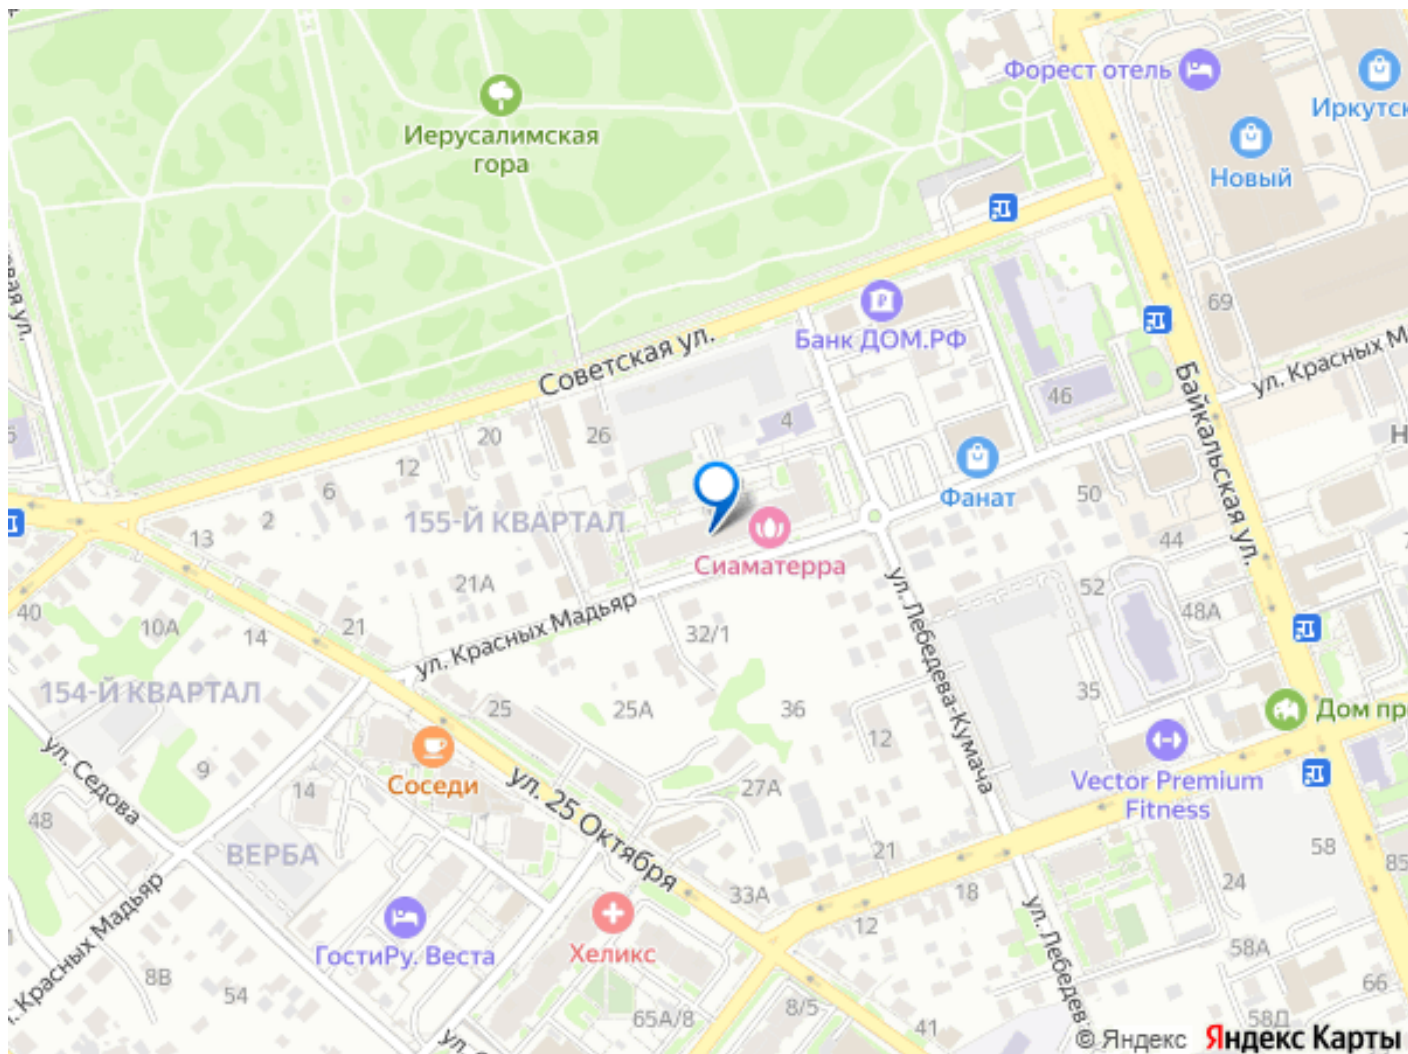 Форест отель
Иркутск
Новый
Иерусалимская
гора
вая ул.
69
Банк ДОМ.РФ
Советская ул.
ул. Красных М
Байкальская ул.
46
4
26
20
12
6
2
13
Н
Фанат
50
155-Й КВАРТАЛ
44
Сиаматерра
21А
52
48А
ул. Лебедева-Кумача
40
10А
14
21
ул. Красных Мадьяр
32/1
154-Й КВАРТАЛ
25
25А
36
35
12
Дом пр
Соседи
ул. 25 Октября
27А
Vector Premium
Fitness
ул. Седова
9
14
48
ВЕРБА
21
58
85
33А
18
24
12
ул. Лебедев
Хеликс
ГостиРу. Веста
58А
. Красных Мадьяр
8В
54
66
65А/8
8/5
41
58Д
© Яндекс Яндекс Карты